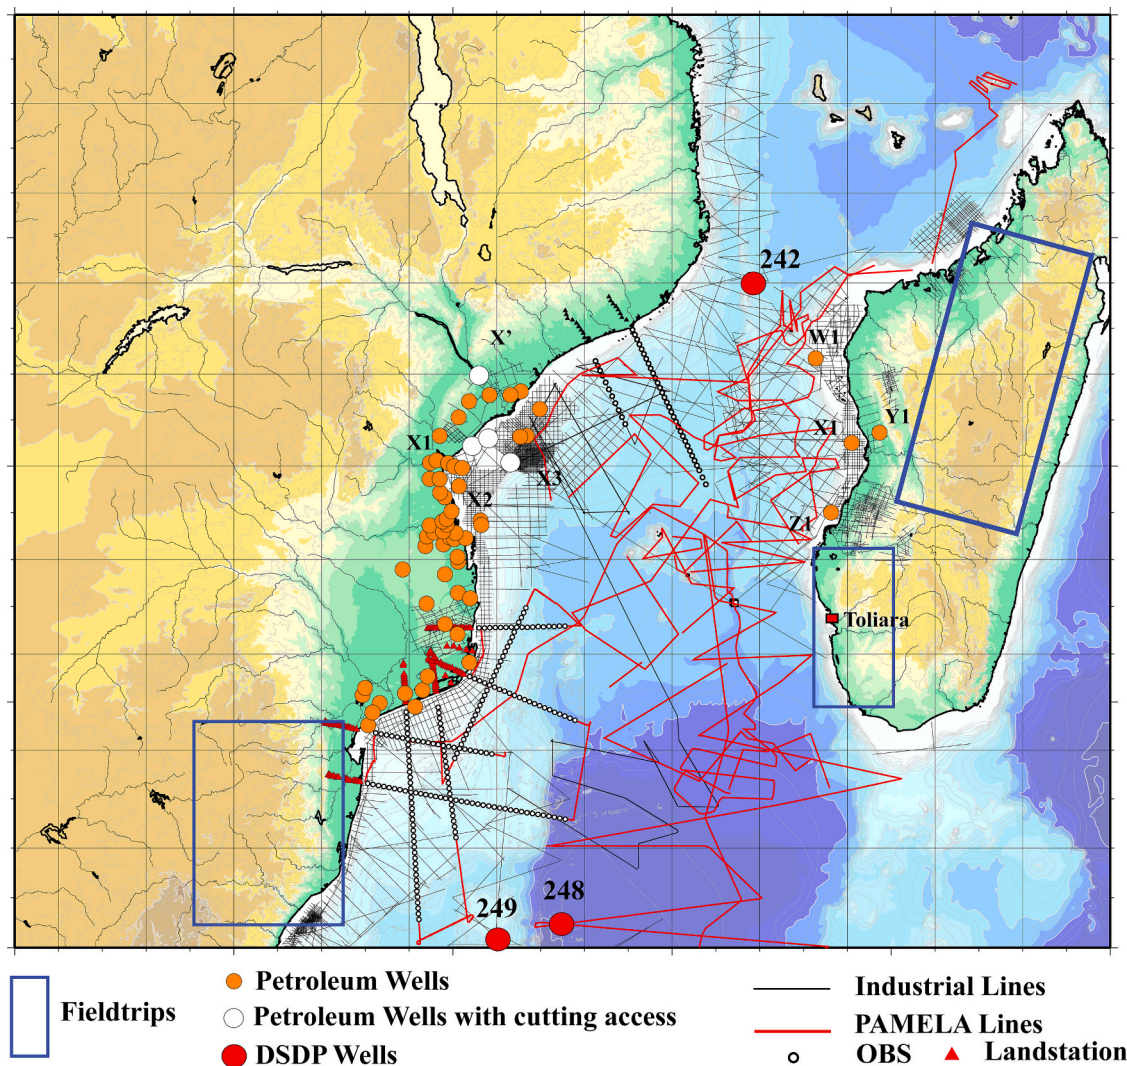 242
X'
W1
X1
Y1
X1
X3
X2
Z1
Toliara
248
249
Petroleum Wells
Industrial Lines
Fieldtrips
Petroleum Wells with cutting access
PAMELA Lines
DSDP Wells
OBS
Landstation